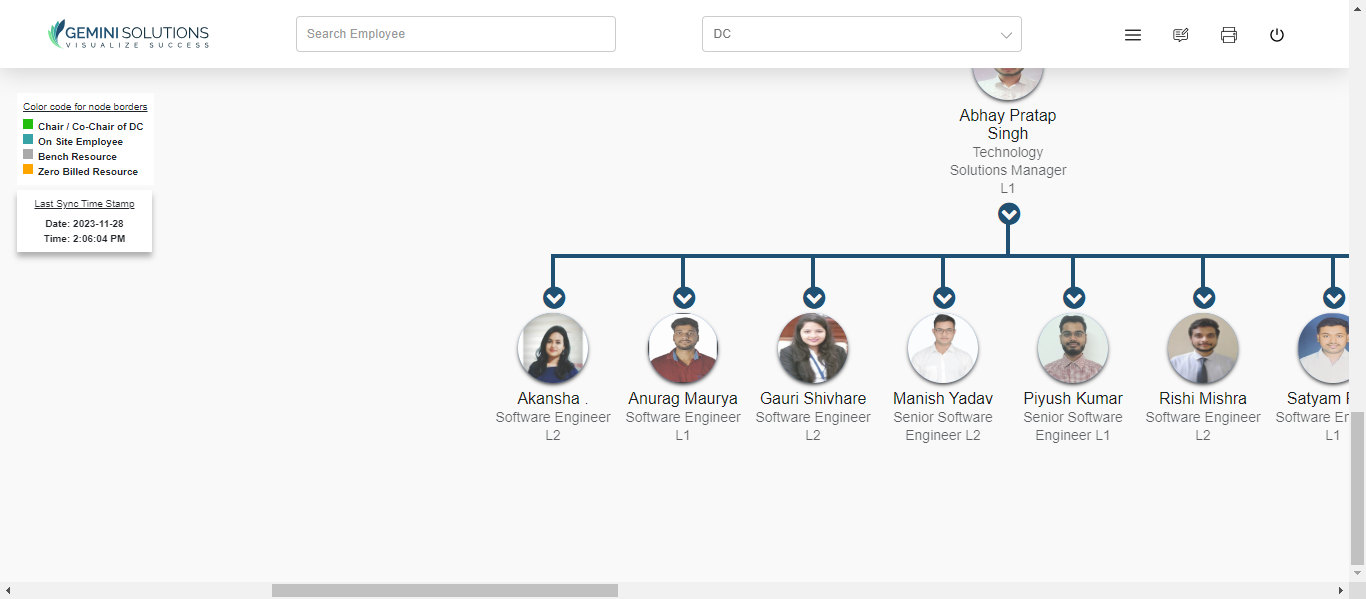 GEMINI SOLUTIONS
VISUALIZE SUCCESS
Search Employee
DC
Color code for node borders
Chair / Co-Chair of DC
On Site Employee
Bench Resource
Zero Billed Resource
Last Sync Time Stamp
Date: 2023-11-28
Time: 2:06:04 PM
Abhay Pratap
Singh
Technology
Solutions Manager
L1
Akansha .
Software Engineer
L2
Anurag Maurya
Software Engineer
L1
Gauri Shivhare
Software Engineer
L2
Manish Yadav
Senior Software
Engineer L2
Piyush Kumar
Senior Software
Engineer L1
Rishi Mishra
Software Engineer
L2
Satyam
Software
L1